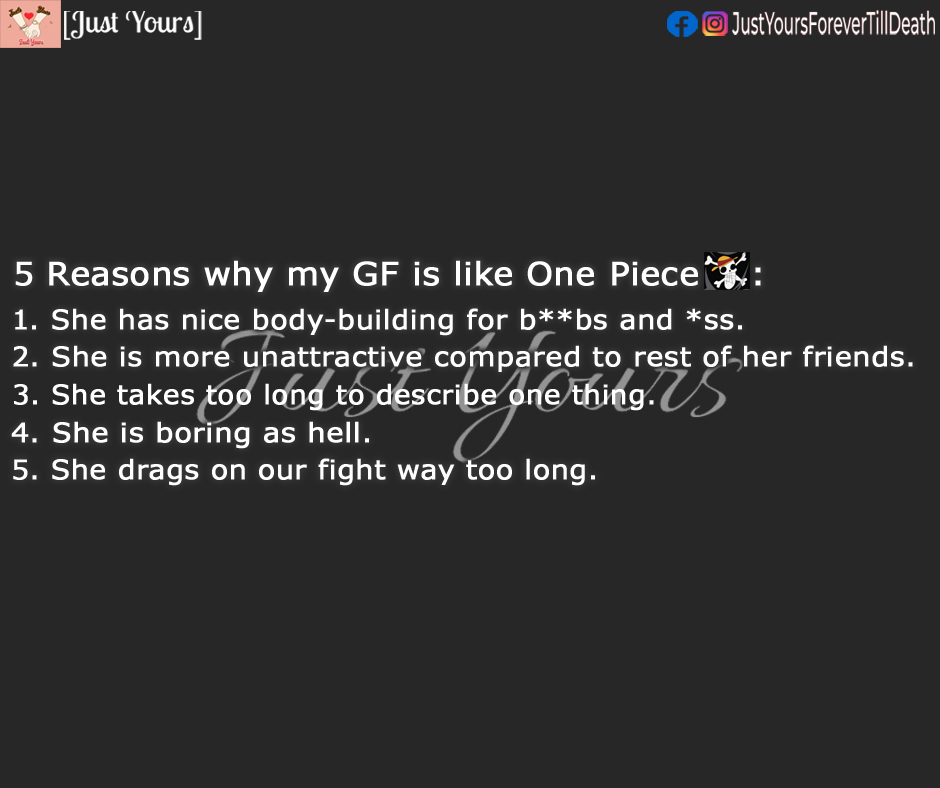 [Just Yours]
JustYoursForeverTillDeath
5 Reasons why my GF is like One Piece:
1. She has nice body-building for b**bs and *ss.
2. She is more unattractive compared to rest of her friends.
3. She takes too long to describe one thing.
4. She is boring as hell.
5. She drags on our fight way too long.
Just Yours
Just Yours